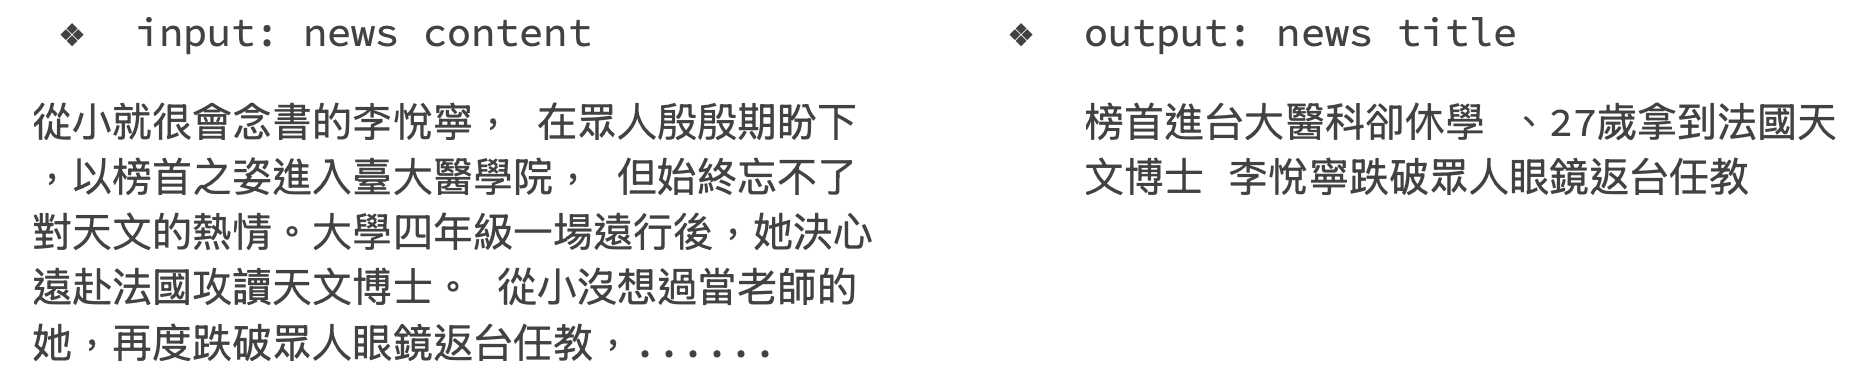 ❖ input: news content
從小就很會念書的李悅寧， 在眾人殷殷期盼下
，以榜首之姿進入臺大醫學院， 但始終忘不了
對天文的熱情。大學四年級一場遠行後，她決心
遠赴法國攻讀天文博士。 從小沒想過當老師的
她，再度跌破眾人眼鏡返台任教，......
❖ output: news title
榜首進台大醫科卻休學 、27歲拿到法國天
文博士 李悅寧跌破眾人眼鏡返台任教